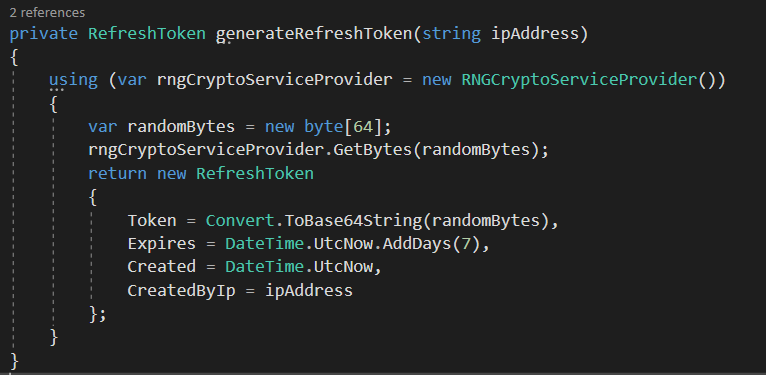 2 references
private RefreshToken generateRefreshToken(string ipAddress)
{
using (var rngCryptoServiceProvider = new RNGCryptoServiceProvider())
{
var randomBytes = new byte[64];
rngCryptoServiceProvider.GetBytes(randomBytes);
return new RefreshToken
{
Token = Convert.ToBase64String(randomBytes),
Expires = DateTime.UtcNow.AddDays(7),
Created = DateTime.UtcNow,
CreatedByIp = ipAddress
};
}
}